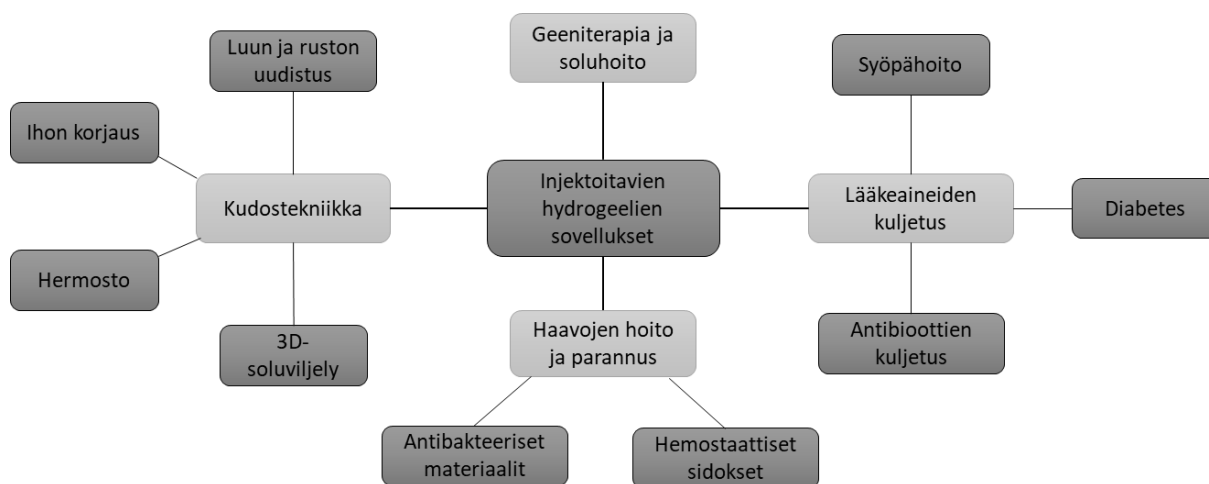 Geeniterapia ja
soluhoito
Luun ja ruston
uudistus
Syöpähoito
Ihon korjaus
Injektoitavien
hydrogeelien
sovellukset
Kudostekniikka
Lääkeaineiden
kuljetus
Diabetes
Hermosto
Haavojen hoito
ja parannus
3D-
soluviljely
Antibioottien
kuljetus
Antibakteeriset
materiaalit
Hemostaattiset
sidokset